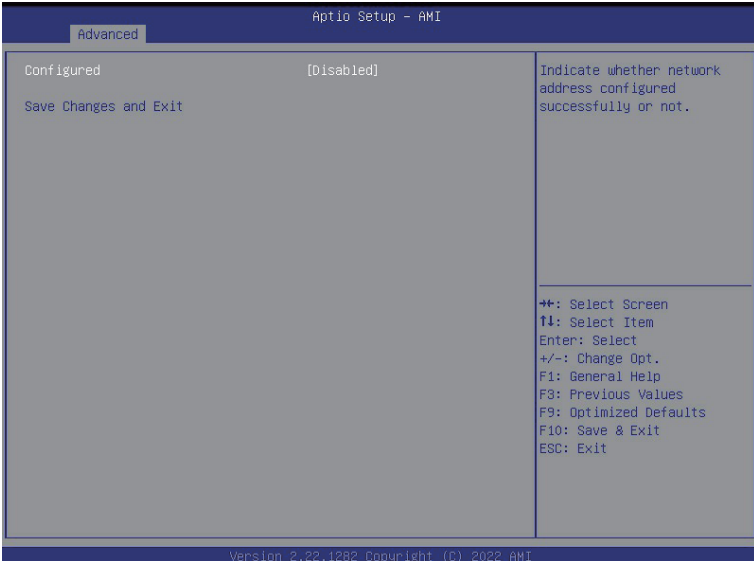 Aptio Setup – AMI
Advanced
Configured [Disabled]
Save Changes and Exit
Indicate whether network
address configured
successfully or not.
→←: Select Screen
↑↓: Select Item
Enter: Select
+/-: Change Opt.
F1: General Help
F3: Previous Values
F9: Optimized Defaults
F10: Save & Exit
ESC: Exit
Version 2.22.1282 Copyright (C) 2022 AMI